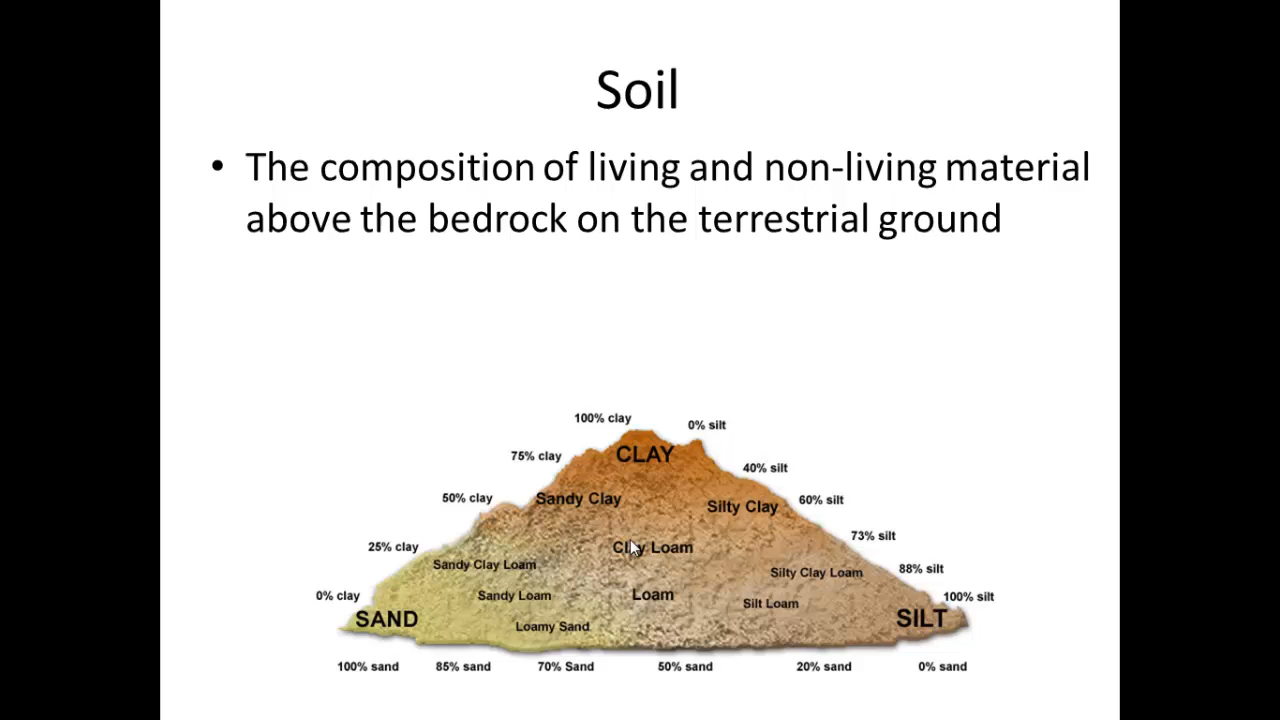 Soil
• The composition of living and non-living material
above the bedrock on the terrestrial ground
100% clay
0% silt
CLAY
75% clay
40% silt
50% clay
Sandy Clay
Silty Clay
60% silt
73% silt
25% clay
Clay Loam
Sandy Clay Loam
Silty Clay Loam
88% silt
0% clay
Sandy Loam
Loam
Silt Loam
100% silt
SAND
Loamy Sand
SILT
100% sand
85% sand
70% Sand
50% sand
20% sand
0% sand